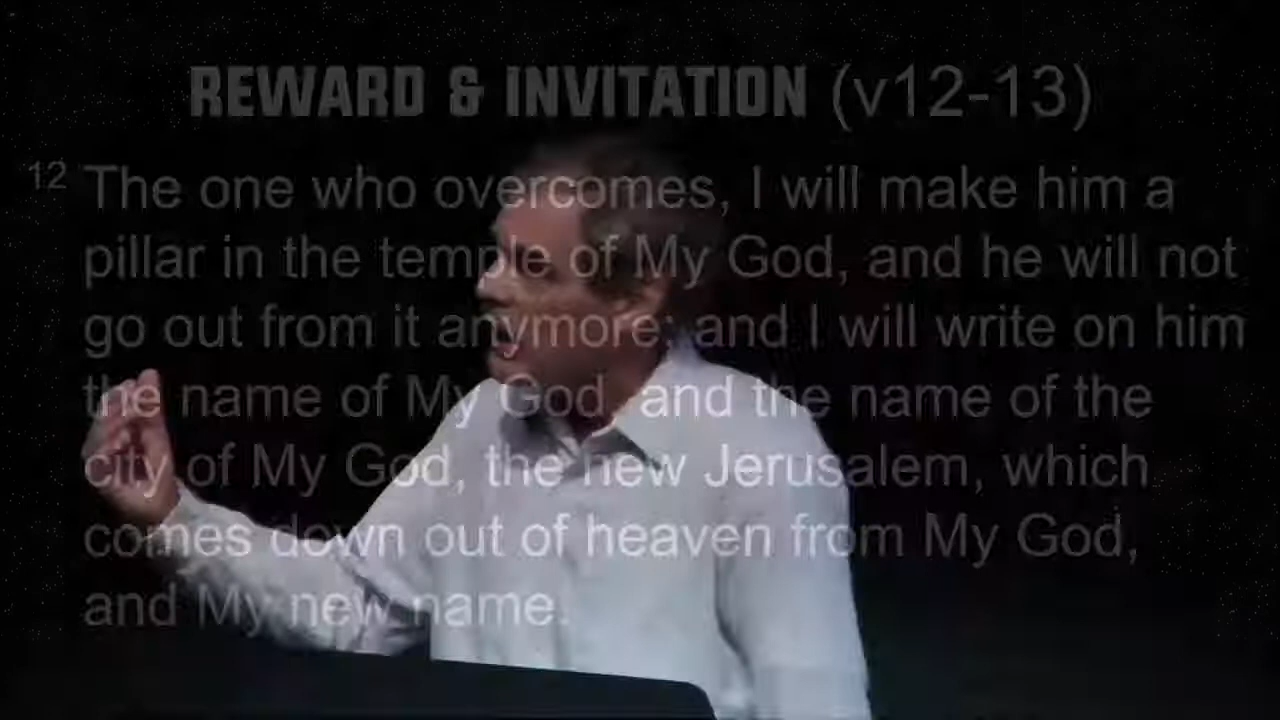 REWARD & INVITATION (v12-13)
12 The one who overcomes, I will make him a
pillar in the temple of My God, and he will not
go out from it anymore; and I will write on him
the name of My God, and the name of the
city of My God, the new Jerusalem, which
comes down out of heaven from My God,
and My new name.